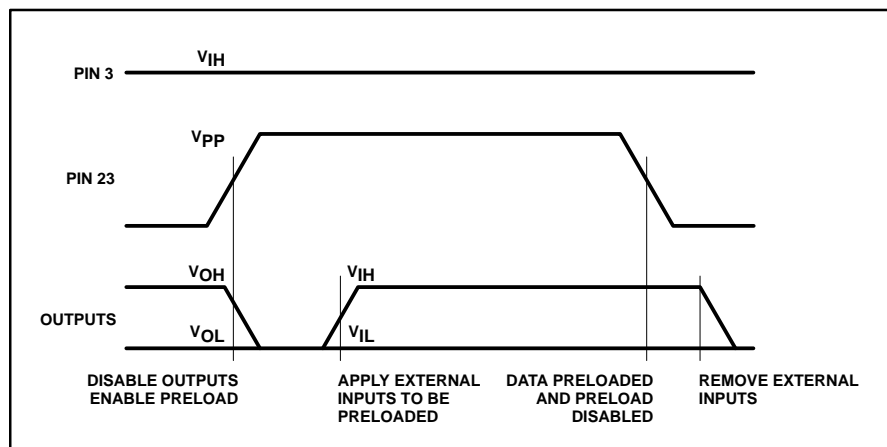 PIN 3
VIH
VPP
PIN 23
VOH
VIH
OUTPUTS
VOL
VIL
DISABLE OUTPUTS
ENABLE PRELOAD
APPLY EXTERNAL
INPUTS TO BE
PRELOADED
DATA PRELOADED
AND PRELOAD
DISABLED
REMOVE EXTERNAL
INPUTS